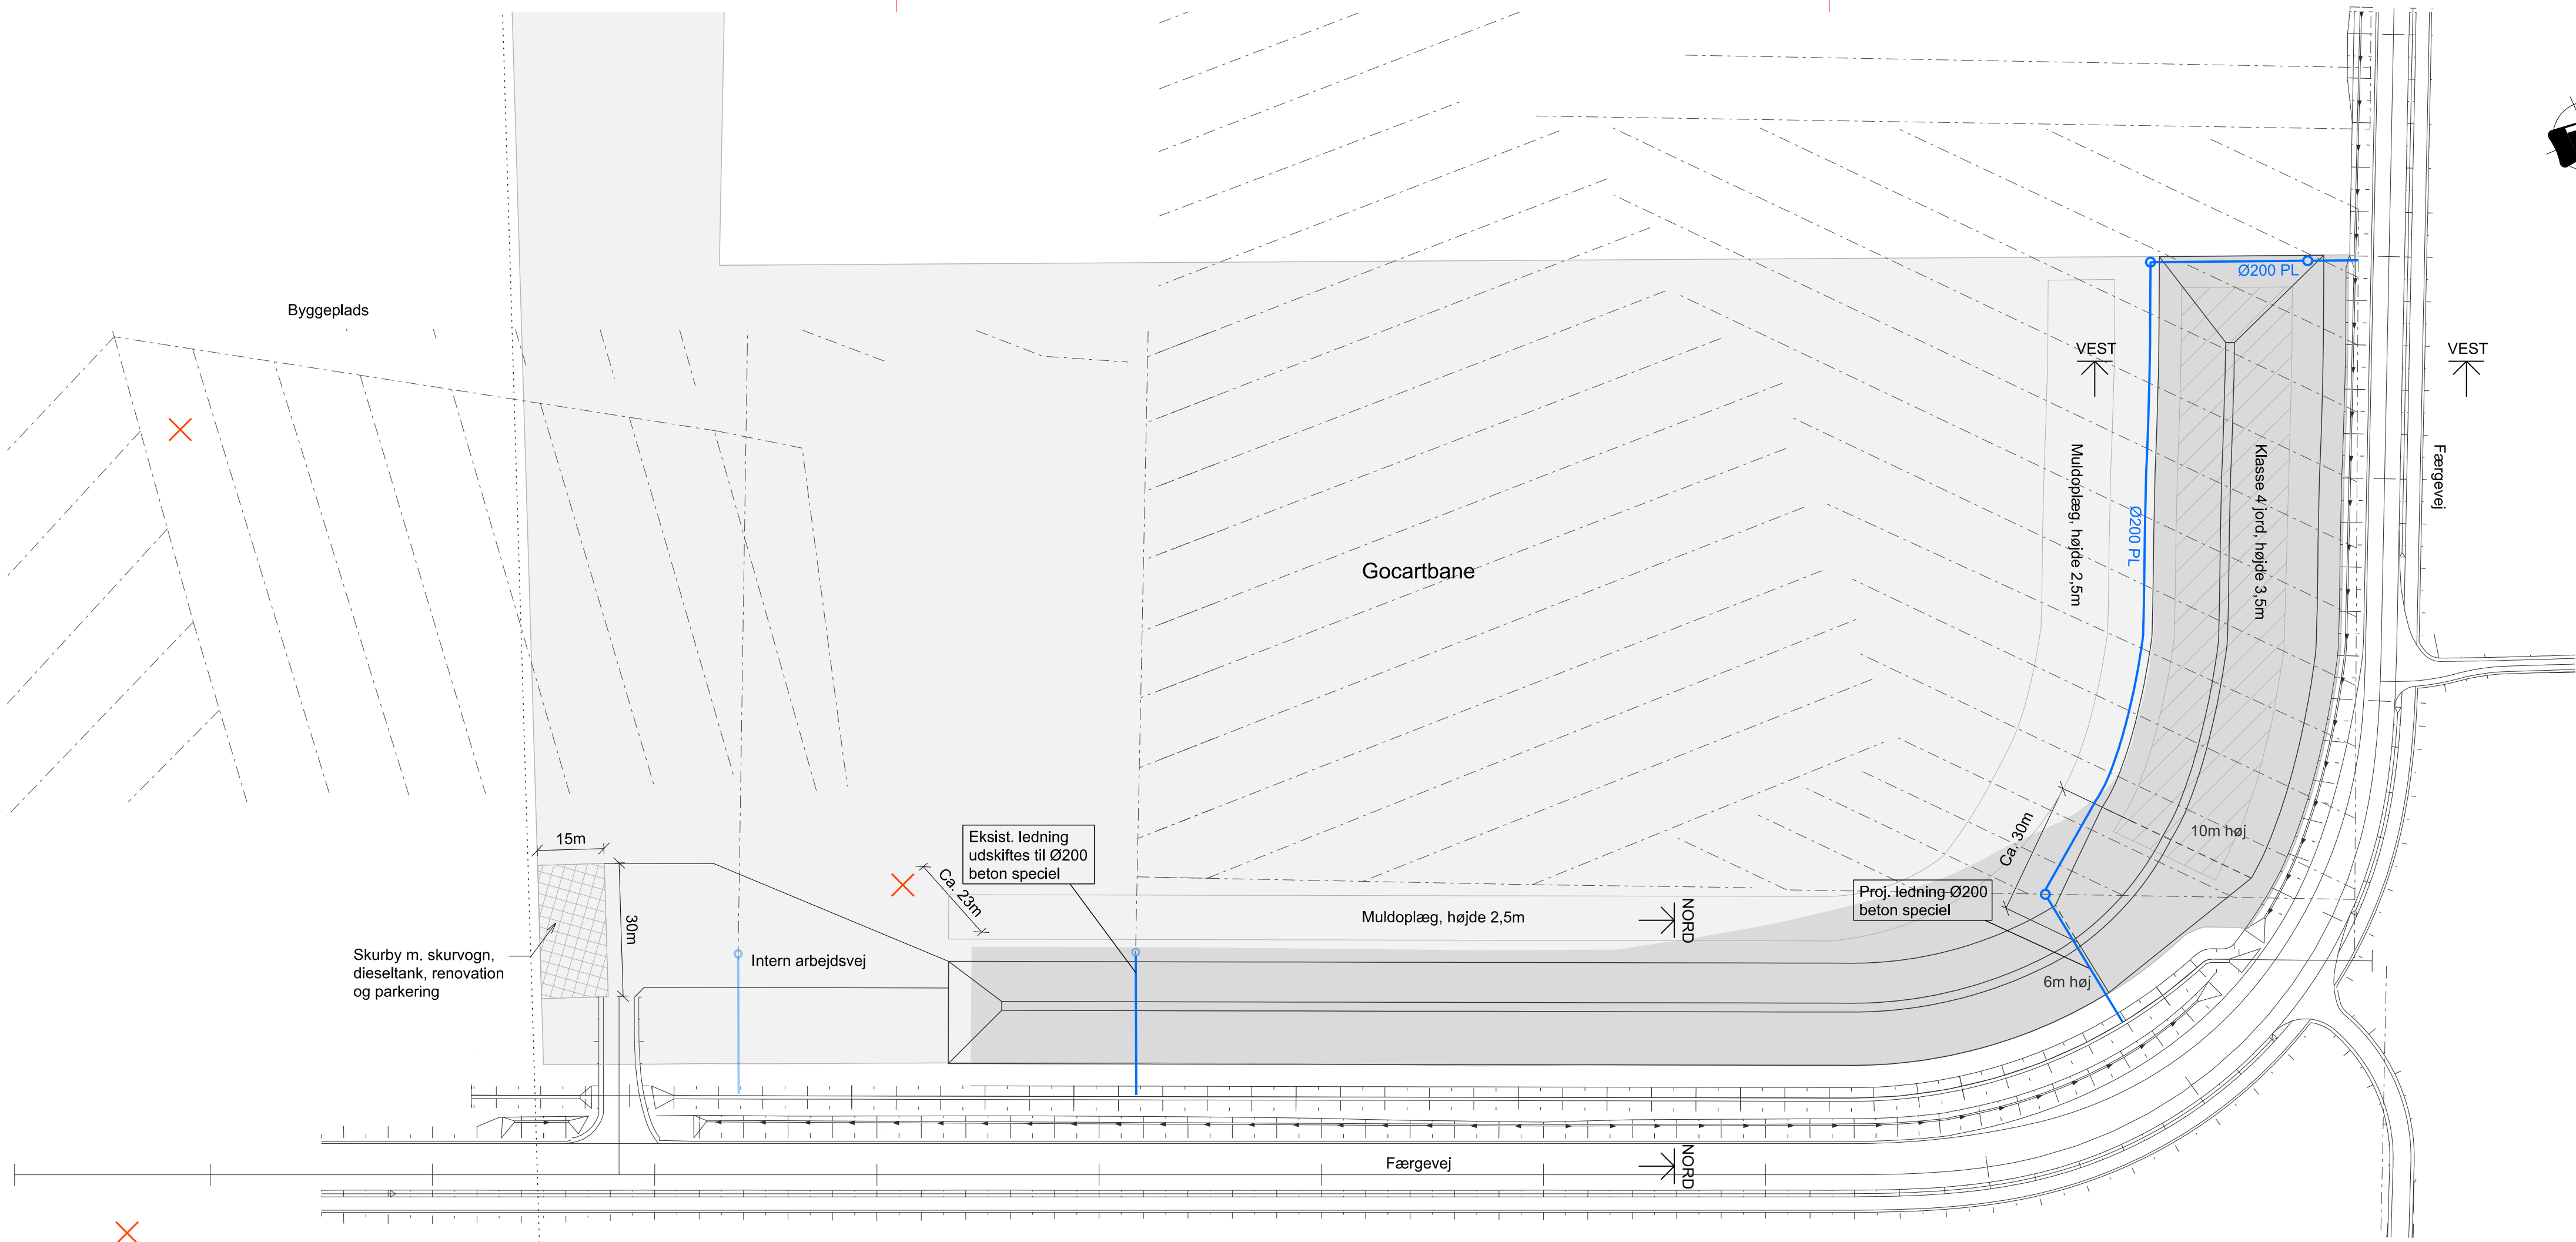 Ø200 PL
Byggeplads
VEST
VEST
Muldoplæg, højde 2,5m
Klasse 4 jord, højde 3,5m
Færgevej
Ø200 PL
Gocartbane
15m
Eksist. ledning
udskiftes til Ø200
beton speciel
Ca. 30m
10m høj
Ca. 23m
Proj. ledning Ø200
beton speciel
30m
Muldoplæg, højde 2,5m
NORD
Skurby m. skurvogn,
dieseltank, renovation
og parkering
Intern arbejdsvej
6m høj
Færgevej
NORD